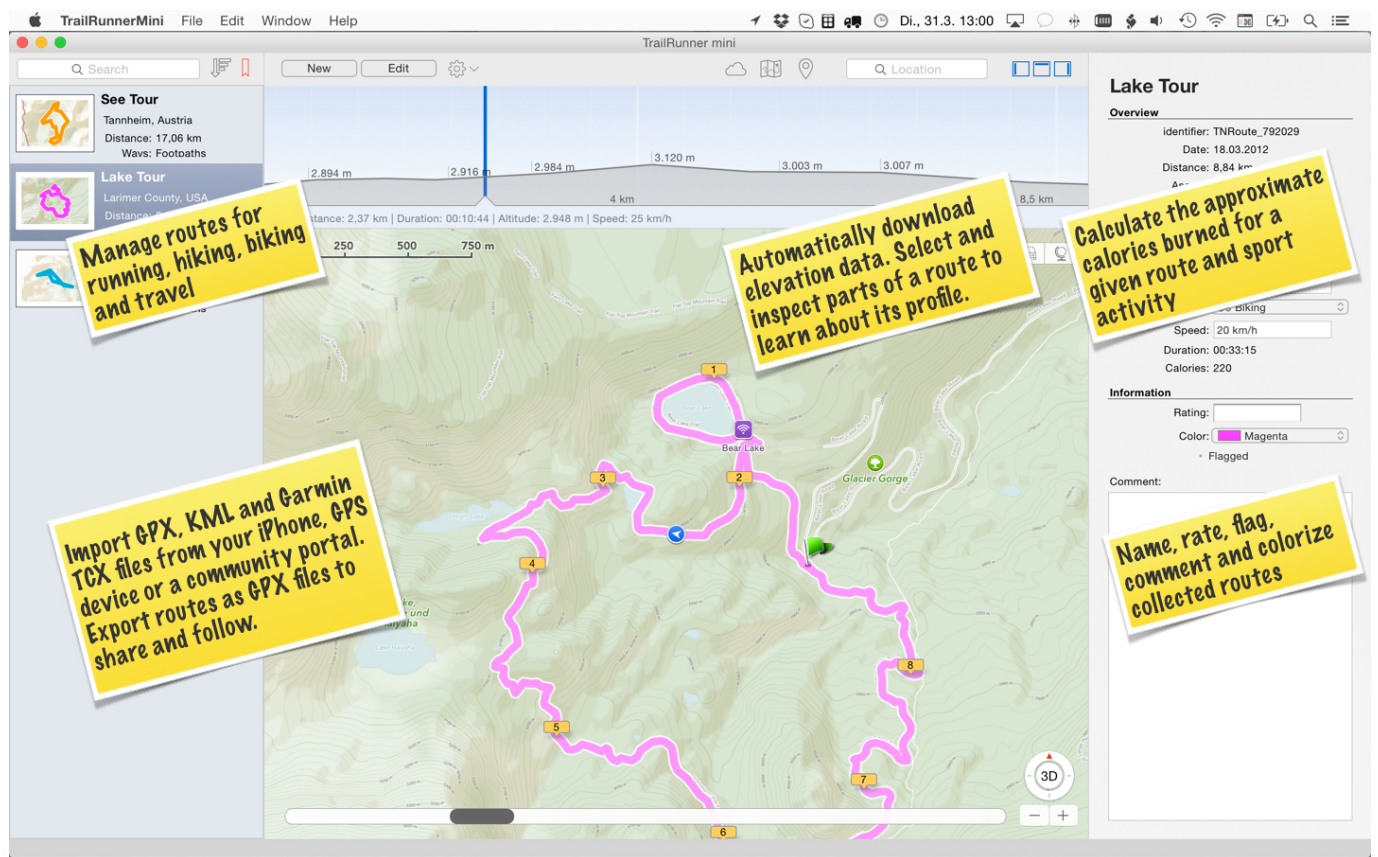 TrailRunnerMini File Edit Window Help
Di., 31.3. 13:00
TrailRunner mini
Search
New Edit
Location
See Tour
Tannheim, Austria
Distance: 17,06 km
Ways: Footpaths
Lake Tour
Larimer County, USA
Distance:
2.894 m
2.916 m
2.984 m
3.120 m
3.003 m
3.007 m
4 km
8,5 km
Distance: 2,37 km | Duration: 00:10:44 | Altitude: 2.948 m | Speed: 25 km/h
250 500 750 m
Manage routes for
running, hiking, biking
and travel
Automatically download
elevation data. Select and
inspect parts of a route to
learn about its profile.
Calculate the approximate
calories burned for a
given route and sport
activity
Import GPX, KML and Garmin
TCX files from your iPhone, GPS
device or a community portal.
Export routes as GPX files to
share and follow.
Name, rate, flag,
comment and colorize
collected routes
1
Bear Lake
Bear Lake
2
3
Glacier Gorge
4
5
6
7
8
und
Lake Haiyaha
3D
Lake Tour
Overview
identifier: TNRoute_792029
Date: 18.03.2012
Distance: 8,84 km
Biking
Speed: 20 km/h
Duration: 00:33:15
Calories: 220
Information
Rating:
Color: Magenta
Flagged
Comment: